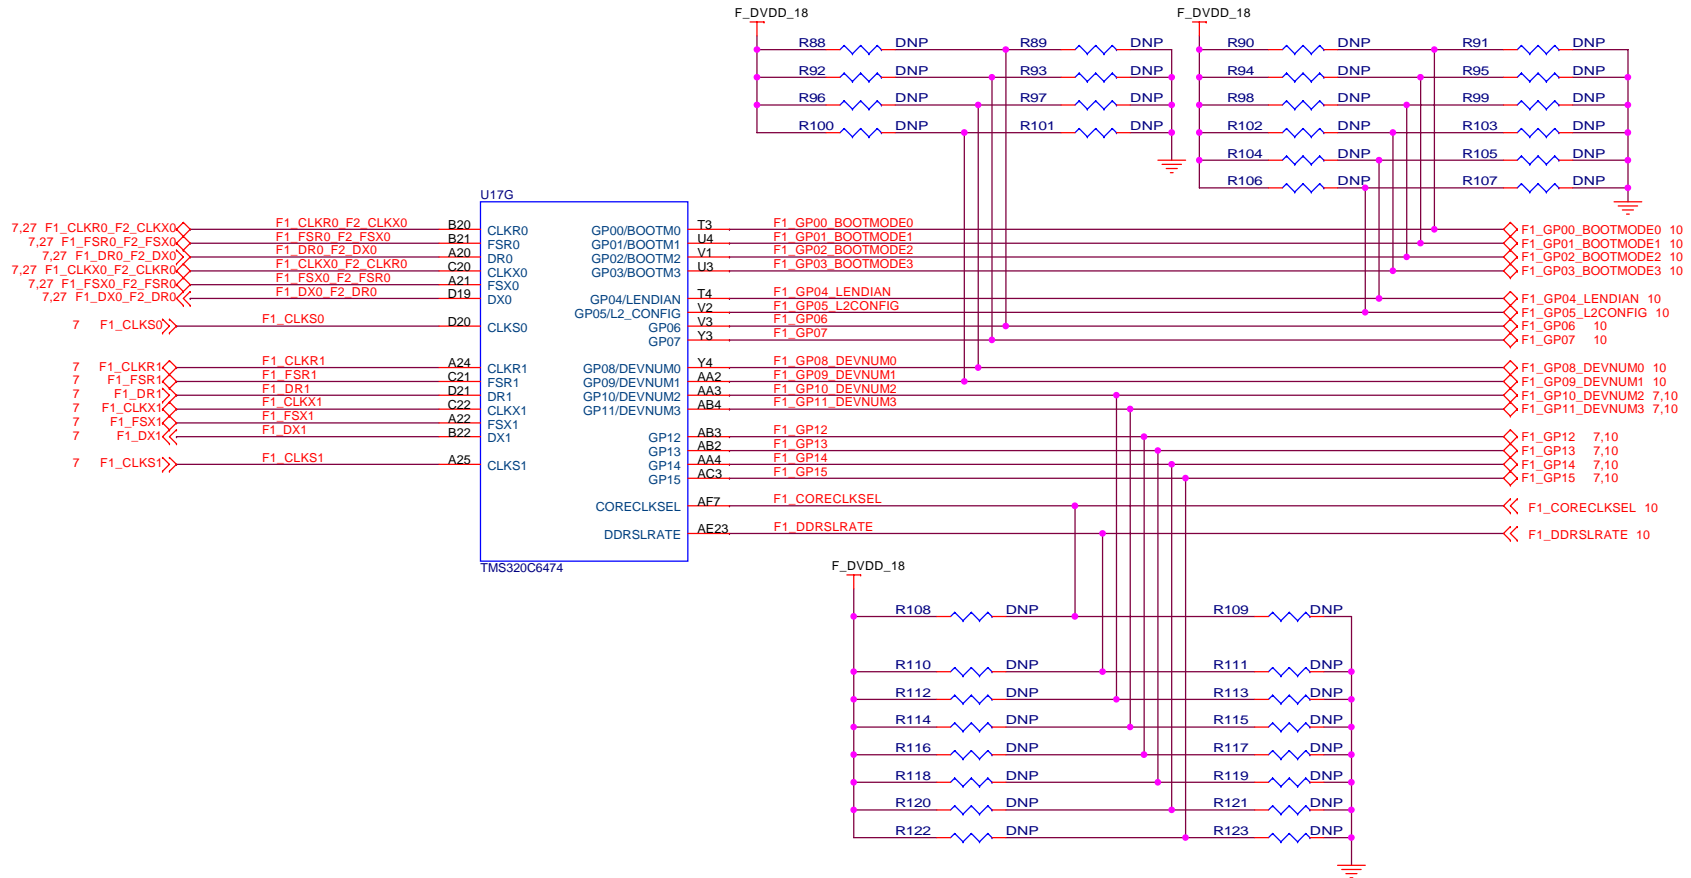 F_DVDD_18 F_DVDD_18
R88 DNP R89 DNP R90 DNP R91 DNP
R92 DNP R93 DNP R94 DNP R95 DNP
R96 DNP R97 DNP R98 DNP R99 DNP
R100 DNP R101 DNP R102 DNP R103 DNP
R104 DNP R105 DNP
R106 DNP R107 DNP
U17G
7,27 F1_CLKR0_F2_CLKX0 F1_CLKR0_F2_CLKX0 B20 CLKR0 GP00/BOOTM0 T3 F1_GP00_BOOTMODE0 F1_GP00_BOOTMODE0 10
7,27 F1_FSR0_F2_FSX0 F1_FSR0_F2_FSX0 B21 FSR0 GP01/BOOTM1 U4 F1_GP01_BOOTMODE1 F1_GP01_BOOTMODE1 10
7,27 F1_DR0_F2_DX0 F1_DR0_F2_DX0 A20 DR0 GP02/BOOTM2 V1 F1_GP02_BOOTMODE2 F1_GP02_BOOTMODE2 10
7,27 F1_CLKX0_F2_CLKR0 F1_CLKX0_F2_CLKR0 C20 CLKX0 GP03/BOOTM3 U3 F1_GP03_BOOTMODE3 F1_GP03_BOOTMODE3 10
7,27 F1_FSX0_F2_FSR0 F1_FSX0_F2_FSR0 A21 FSX0
7,27 F1_DX0_F2_DR0 F1_DX0_F2_DR0 D19 DX0 GP04/LENDIAN T4 F1_GP04_LENDIAN F1_GP04_LENDIAN 10
GP05/L2_CONFIG V2 F1_GP05_L2CONFIG F1_GP05_L2CONFIG 10
7 F1_CLKS0 F1_CLKS0 D20 CLKS0 GP06 V3 F1_GP06 F1_GP06 10
GP07 Y3 F1_GP07 F1_GP07 10
7 F1_CLKR1 F1_CLKR1 A24 CLKR1 GP08/DEVNUM0 Y4 F1_GP08_DEVNUM0 F1_GP08_DEVNUM0 10
7 F1_FSR1 F1_FSR1 C21 FSR1 GP09/DEVNUM1 AA2 F1_GP09_DEVNUM1 F1_GP09_DEVNUM1 10
7 F1_DR1 F1_DR1 D21 DR1 GP10/DEVNUM2 AA3 F1_GP10_DEVNUM2 F1_GP10_DEVNUM2 7,10
7 F1_CLKX1 F1_CLKX1 C22 CLKX1 GP11/DEVNUM3 AB4 F1_GP11_DEVNUM3 F1_GP11_DEVNUM3 7,10
7 F1_FSX1 F1_FSX1 A22 FSX1
7 F1_DX1 F1_DX1 B22 DX1 GP12 AB3 F1_GP12 F1_GP12 7,10
GP13 AB2 F1_GP13 F1_GP13 7,10
7 F1_CLKS1 F1_CLKS1 A25 CLKS1 GP14 AA4 F1_GP14 F1_GP14 7,10
GP15 AC3 F1_GP15 F1_GP15 7,10
CORECLKSEL AF7 F1_CORECLKSEL F1_CORECLKSEL 10
DDRSLRATE AE23 F1_DDRSLRATE F1_DDRSLRATE 10
TMS320C6474
F_DVDD_18
R108 DNP R109 DNP
R110 DNP R111 DNP
R112 DNP R113 DNP
R114 DNP R115 DNP
R116 DNP R117 DNP
R118 DNP R119 DNP
R120 DNP R121 DNP
R122 DNP R123 DNP